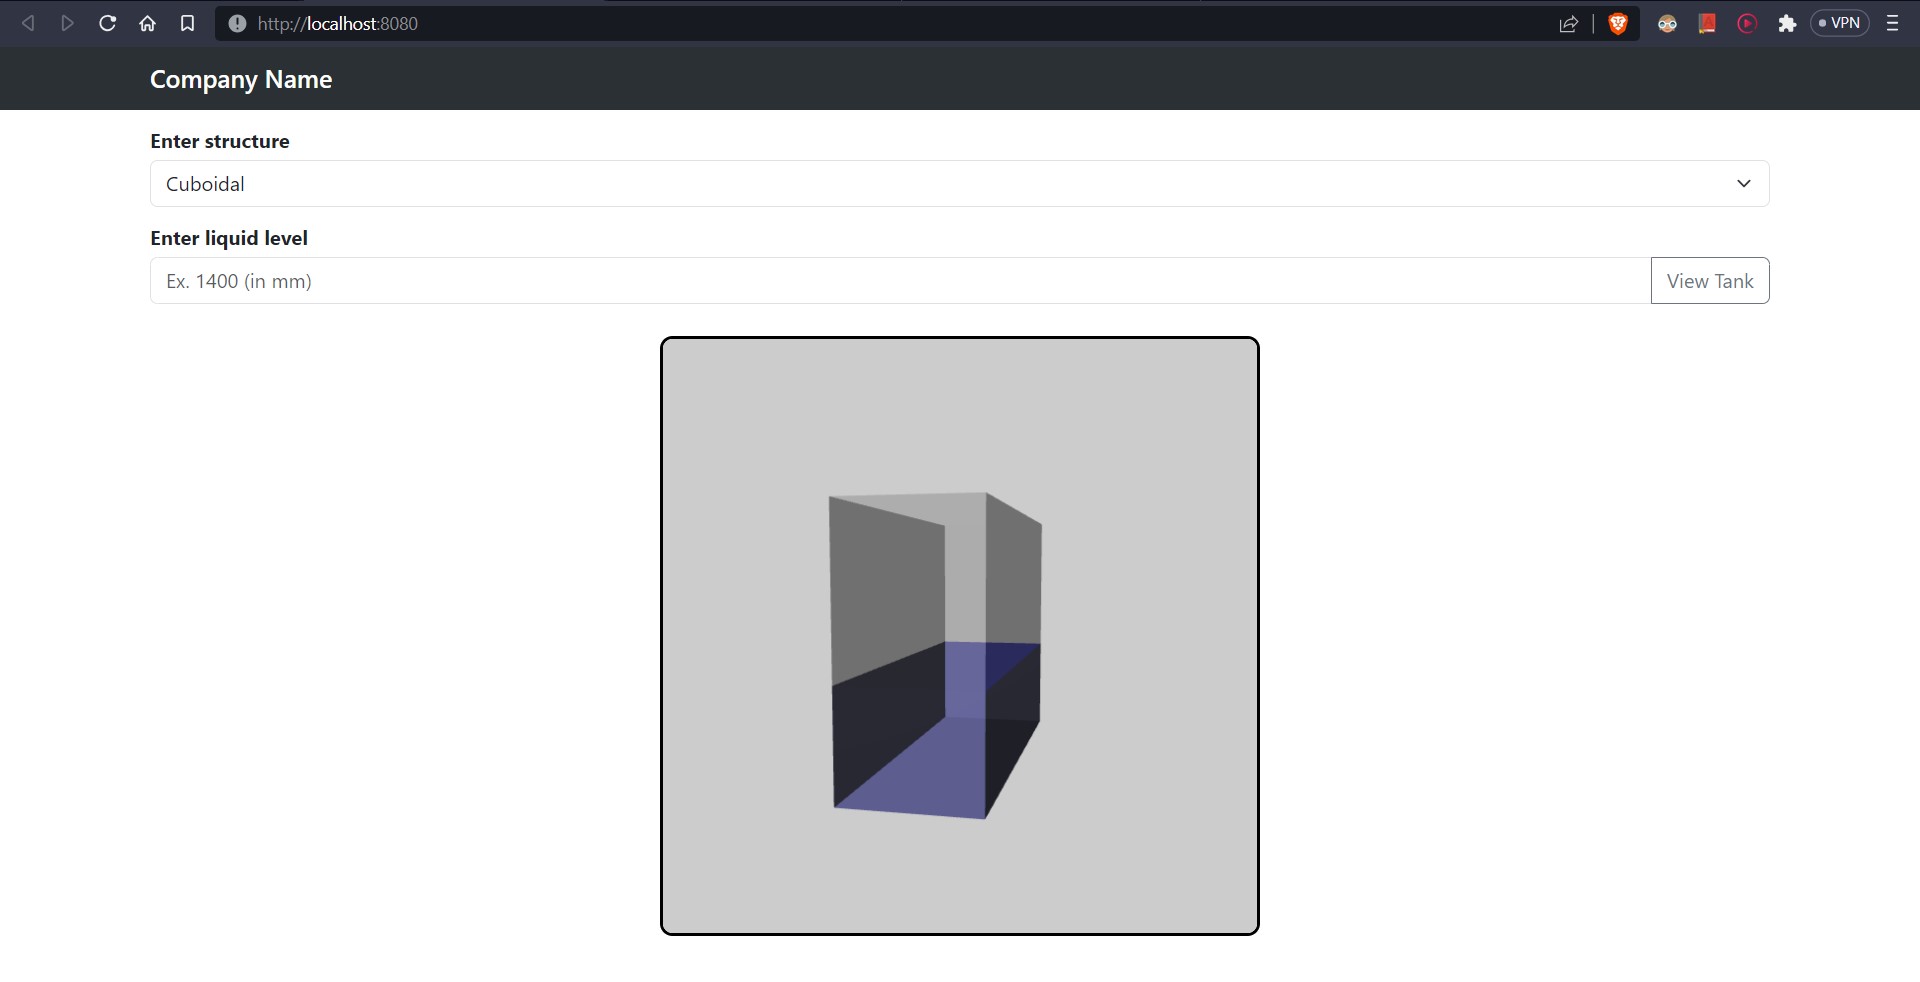 http://localhost:8080
VPN
Company Name
Enter structure
Cuboidal
Enter liquid level
Ex. 1400 (in mm)
View Tank